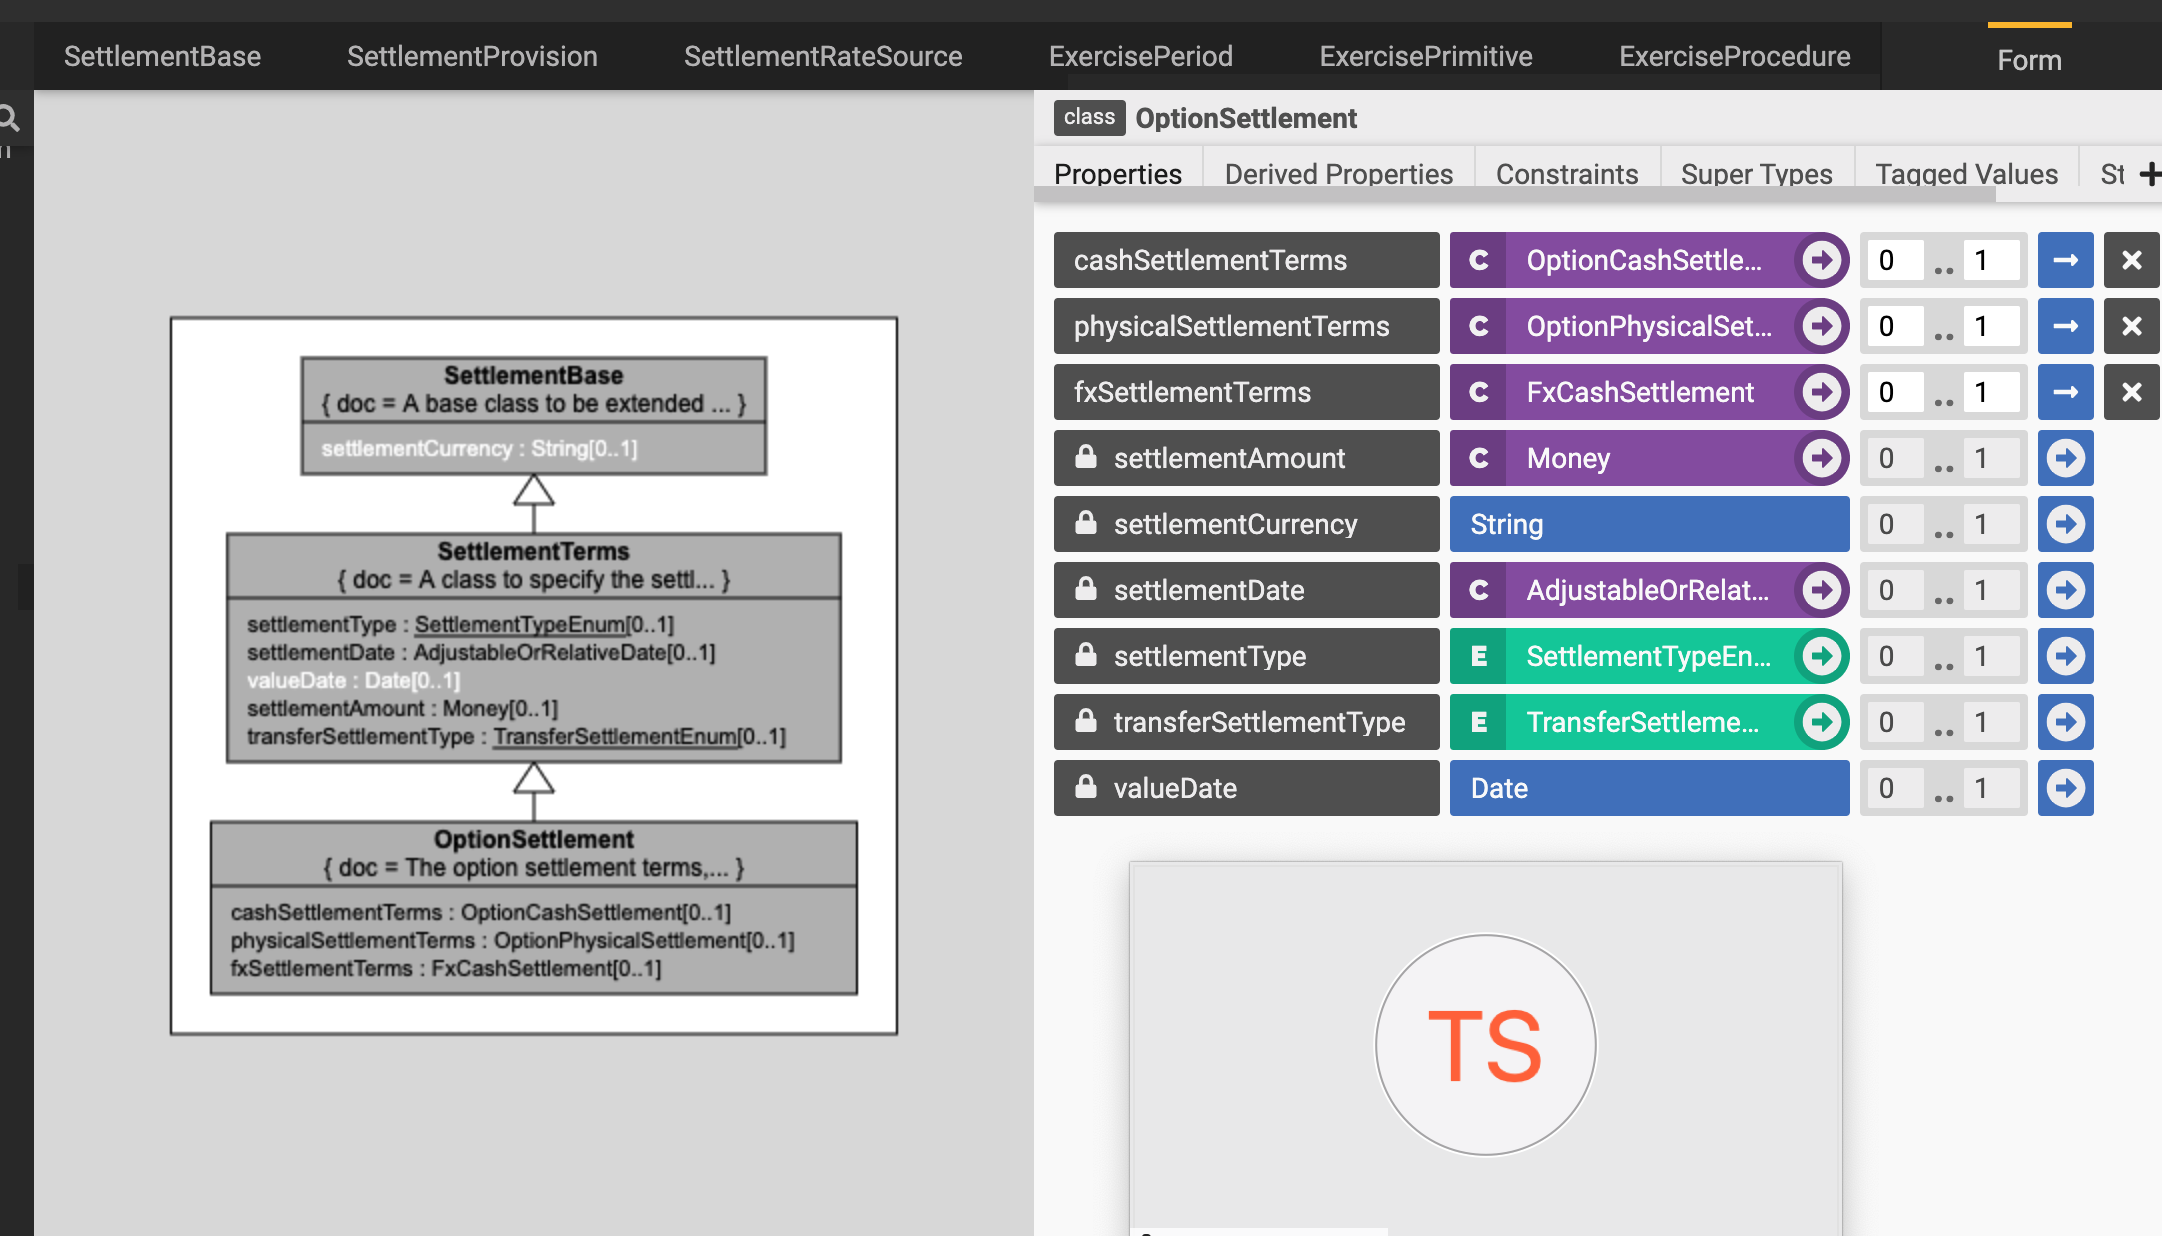 SettlementBase SettlementProvision SettlementRateSource ExercisePeriod ExercisePrimitive ExerciseProcedure Form
SettlementBase
{ doc = A base class to be extended ... }
settlementCurrency : String[0..1]
SettlementTerms
{ doc = A class to specify the settl... }
settlementType : SettlementTypeEnum[0..1]
settlementDate : AdjustableOrRelativeDate[0..1]
valueDate : Date[0..1]
settlementAmount : Money[0..1]
transferSettlementType : TransferSettlementEnum[0..1]
OptionSettlement
{ doc = The option settlement terms,... }
cashSettlementTerms : OptionCashSettlement[0..1]
physicalSettlementTerms : OptionPhysicalSettlement[0..1]
fxSettlementTerms : FxCashSettlement[0..1]
class OptionSettlement
Properties Derived Properties Constraints Super Types Tagged Values St
cashSettlementTerms C OptionCashSettle... 0 .. 1
physicalSettlementTerms C OptionPhysicalSet... 0 .. 1
fxSettlementTerms C FxCashSettlement 0 .. 1
settlementAmount C Money 0 .. 1
settlementCurrency String 0 .. 1
settlementDate C AdjustableOrRelat... 0 .. 1
settlementType E SettlementTypeEn... 0 .. 1
transferSettlementType E TransferSettleme... 0 .. 1
valueDate Date 0 .. 1
TS